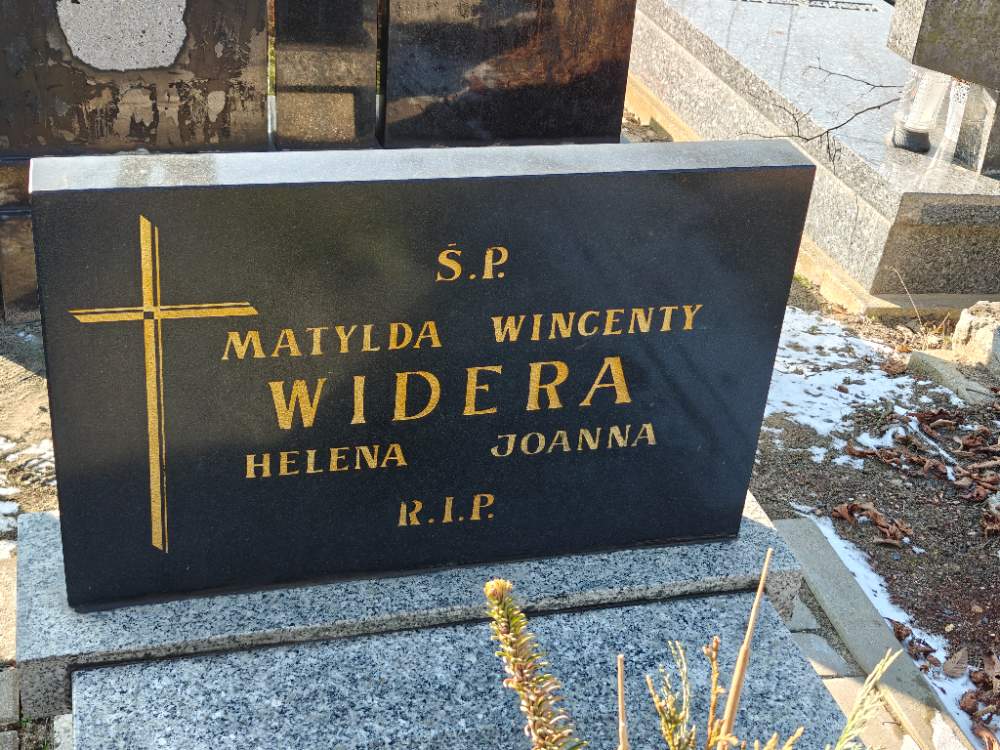 Ś.P.
MATYLDA WINCENTY
WIDERA
HELENA JOANNA
R.I.P.